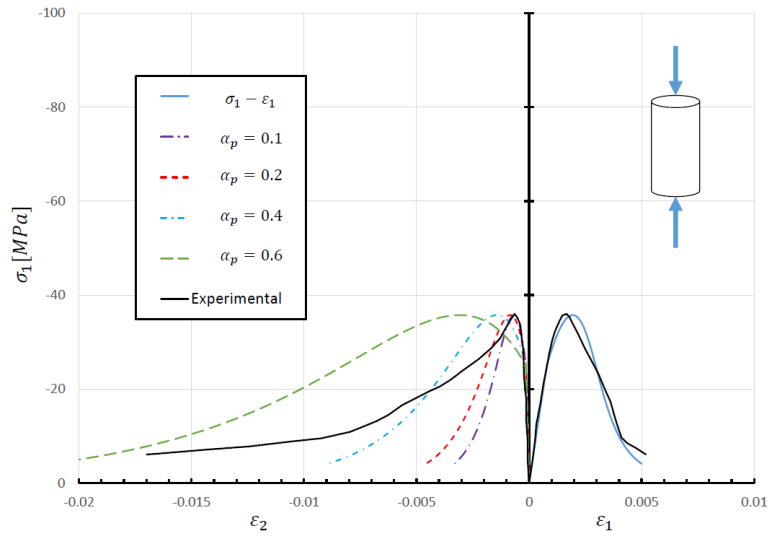 -100
-80
-60
-40
-20
0
σ₁[MPa]
σ₁ − ε₁
αₚ = 0.1
αₚ = 0.2
αₚ = 0.4
αₚ = 0.6
Experimental
-0.02 -0.015 -0.01 -0.005 0 0.005 0.01
ε₂ ε₁